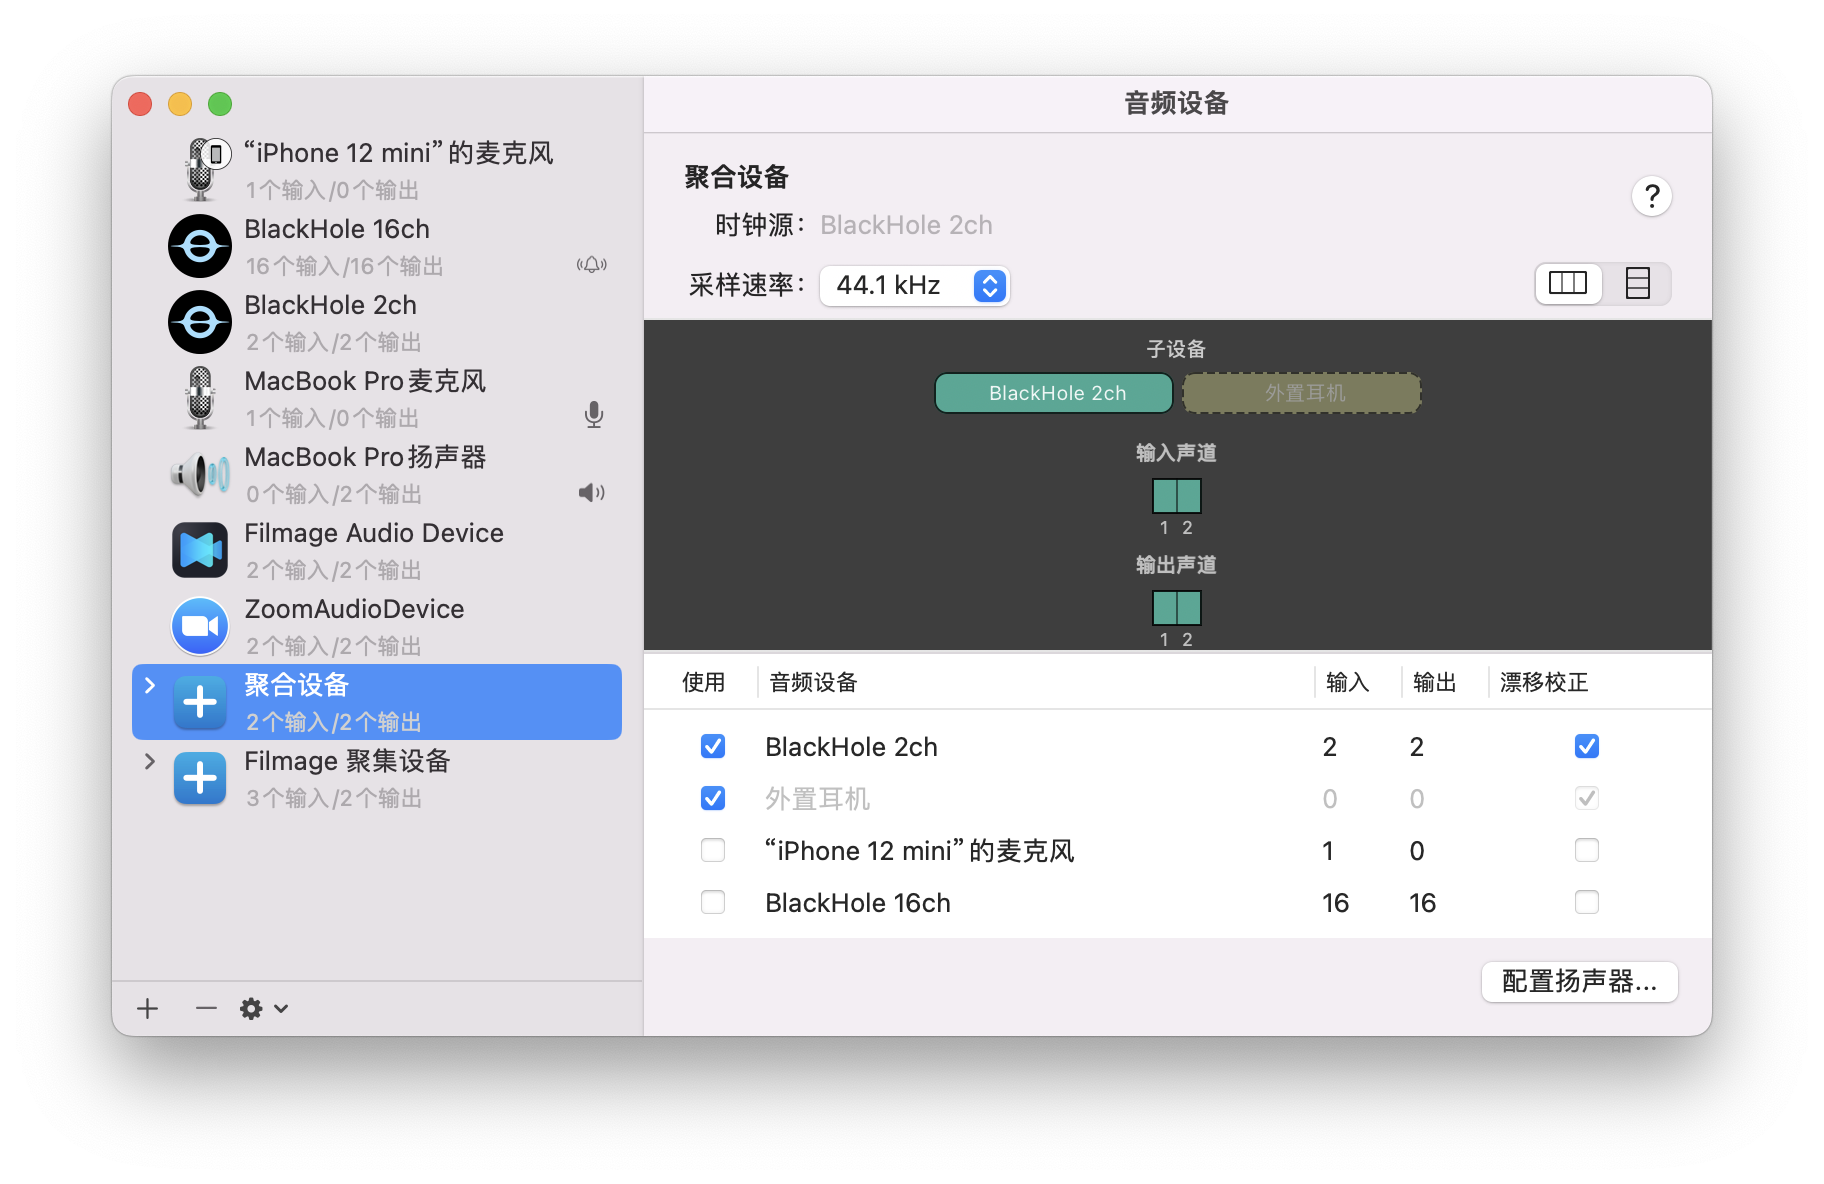 “iPhone 12 mini”的麦克风
1个输入/0个输出
BlackHole 16ch
16个输入/16个输出
BlackHole 2ch
2个输入/2个输出
MacBook Pro麦克风
1个输入/0个输出
MacBook Pro扬声器
0个输入/2个输出
Filmage Audio Device
2个输入/2个输出
ZoomAudioDevice
2个输入/2个输出
聚合设备
2个输入/2个输出
Filmage 聚集设备
3个输入/2个输出
音频设备
聚合设备
?
时钟源： BlackHole 2ch
采样速率： 44.1 kHz
子设备
BlackHole 2ch 外置耳机
输入声道
1 2
输出声道
1 2
使用 音频设备 输入 输出 漂移校正
BlackHole 2ch 2 2
外置耳机 0 0
“iPhone 12 mini”的麦克风 1 0
BlackHole 16ch 16 16
配置扬声器...